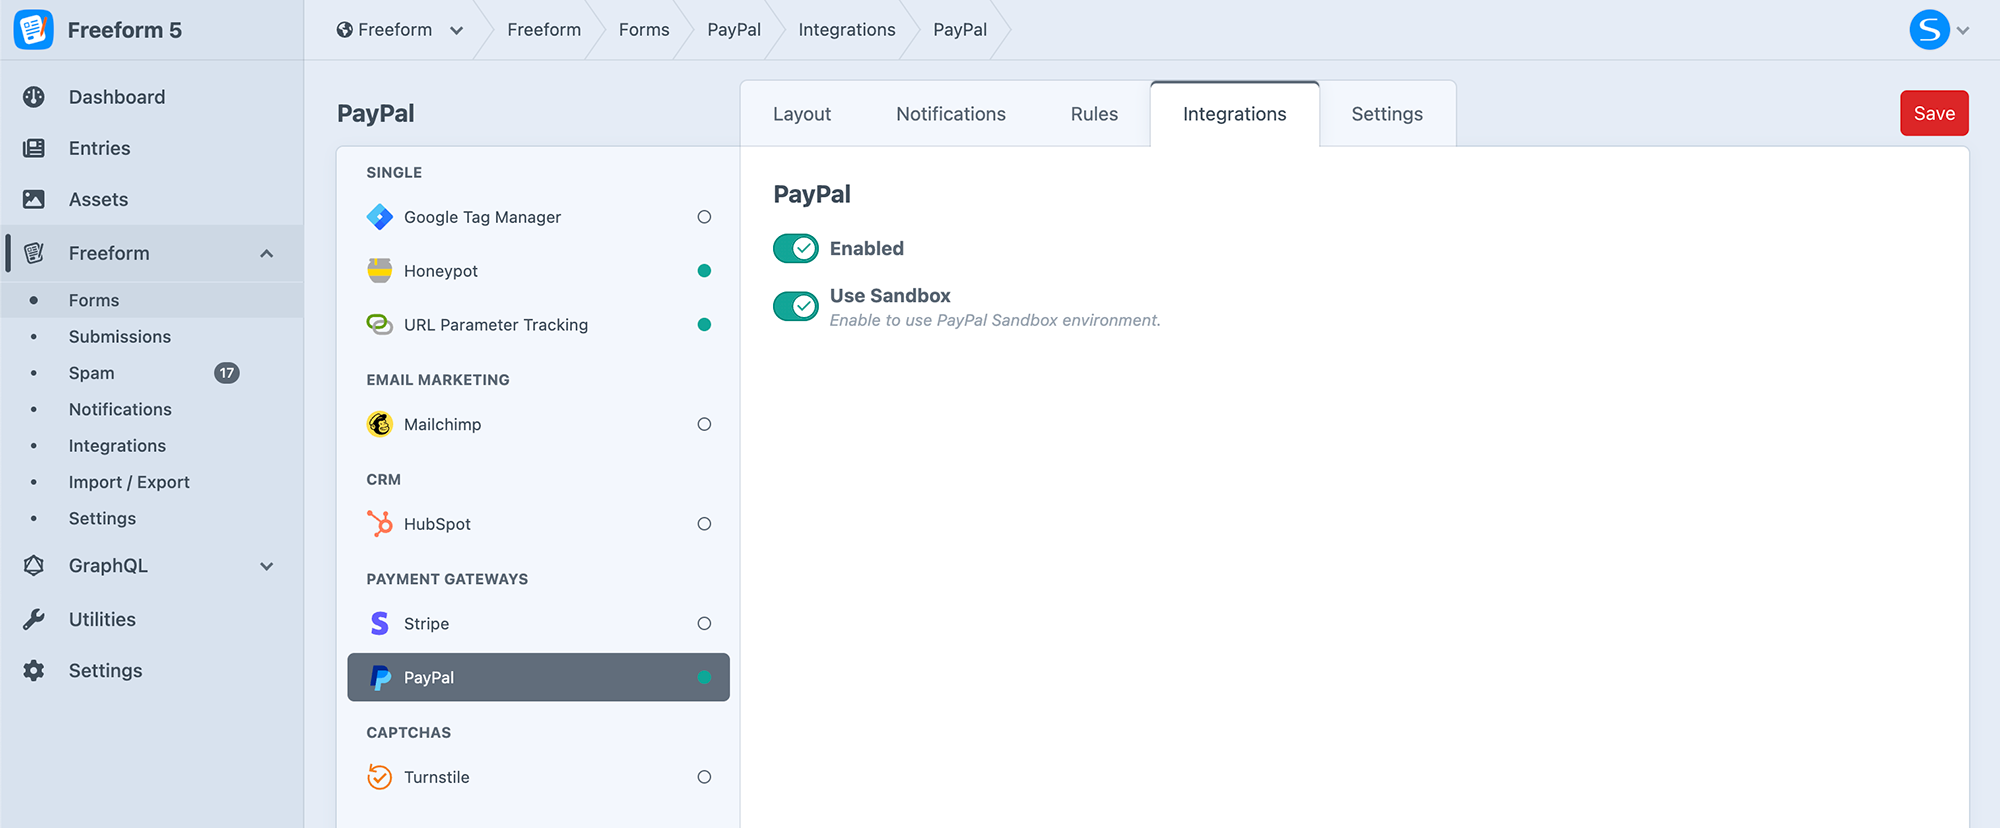 Freeform 5
Freeform
Freeform
Forms
PayPal
Integrations
PayPal
S
Dashboard
Entries
Assets
Freeform
Forms
Submissions
Spam 17
Notifications
Integrations
Import / Export
Settings
GraphQL
Utilities
Settings
PayPal
Layout
Notifications
Rules
Integrations
Settings
Save
SINGLE
Google Tag Manager
Honeypot
URL Parameter Tracking
EMAIL MARKETING
Mailchimp
CRM
HubSpot
PAYMENT GATEWAYS
Stripe
PayPal
CAPTCHAS
Turnstile
PayPal
Enabled
Use Sandbox
Enable to use PayPal Sandbox environment.